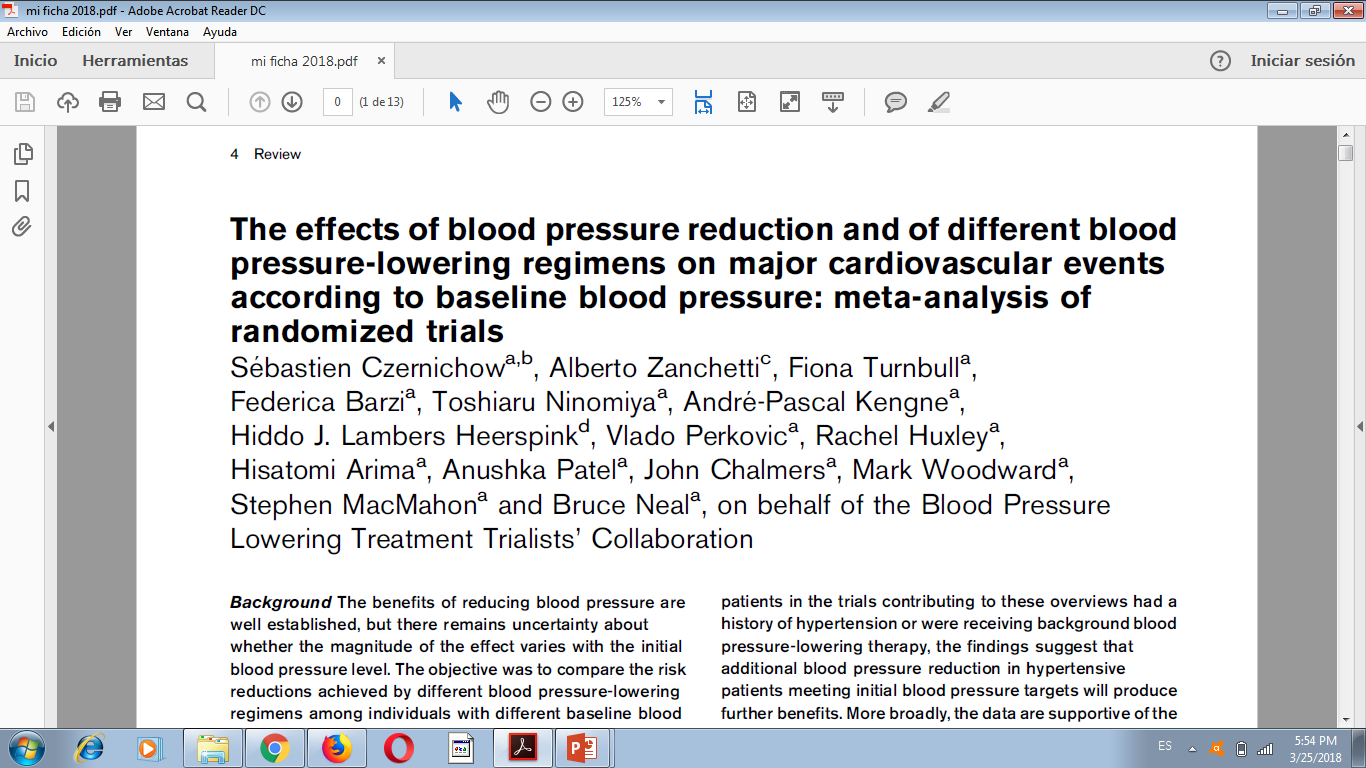 mi ficha 2018.pdf - Adobe Acrobat Reader DC
Archivo Edición Ver Ventana Ayuda
Inicio Herramientas mi ficha 2018.pdf × Iniciar sesión
0 (1 de 13) 125%
4 Review
The effects of blood pressure reduction and of different blood
pressure-lowering regimens on major cardiovascular events
according to baseline blood pressure: meta-analysis of
randomized trials
Sébastien Czernichowa,b, Alberto Zanchettic, Fiona Turnbulla,
Federica Barzia, Toshiaru Ninomiyaa, André-Pascal Kengnea,
Hiddo J. Lambers Heerspinkd, Vlado Perkovica, Rachel Huxleya,
Hisatomi Arimaa, Anushka Patela, John Chalmersa, Mark Woodwarda,
Stephen MacMahona and Bruce Neala, on behalf of the Blood Pressure
Lowering Treatment Trialists' Collaboration
Background The benefits of reducing blood pressure are
well established, but there remains uncertainty about
whether the magnitude of the effect varies with the initial
blood pressure level. The objective was to compare the risk
reductions achieved by different blood pressure-lowering
regimens among individuals with different baseline blood
patients in the trials contributing to these overviews had a
history of hypertension or were receiving background blood
pressure-lowering therapy, the findings suggest that
additional blood pressure reduction in hypertensive
patients meeting initial blood pressure targets will produce
further benefits. More broadly, the data are supportive of the
ES
5:54 PM
3/25/2018